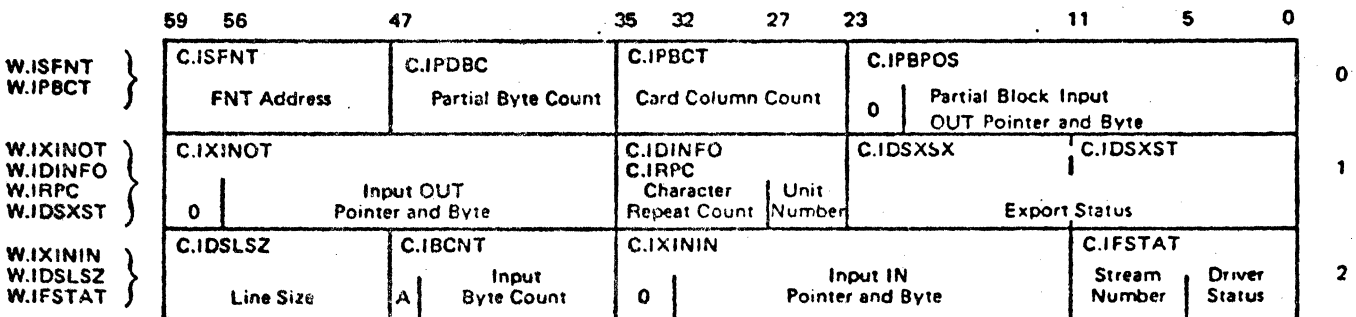 59 56 47 35 32 27 23 11 5 0
W.ISFNT C.ISFNT C.IPDBC C.IPBCT C.IPBPOS
W.IPBCT 0
FNT Address Partial Byte Count Card Column Count 0 Partial Block Input
OUT Pointer and Byte
W.IXINOT C.IXINOT C.IDINFO C.IDSXSX C.IDSXST
W.IDINFO C.IRPC 1
W.IRPC Input OUT Character Unit
W.IDSXST 0 Pointer and Byte Repeat Count Number Export Status
W.IXININ C.IDSLSZ C.IBCNT C.IXININ C.IFSTAT
W.IDSLSZ Input Input IN Stream Driver 2
W.IFSTAT Line Size A Byte Count 0 Pointer and Byte Number Status